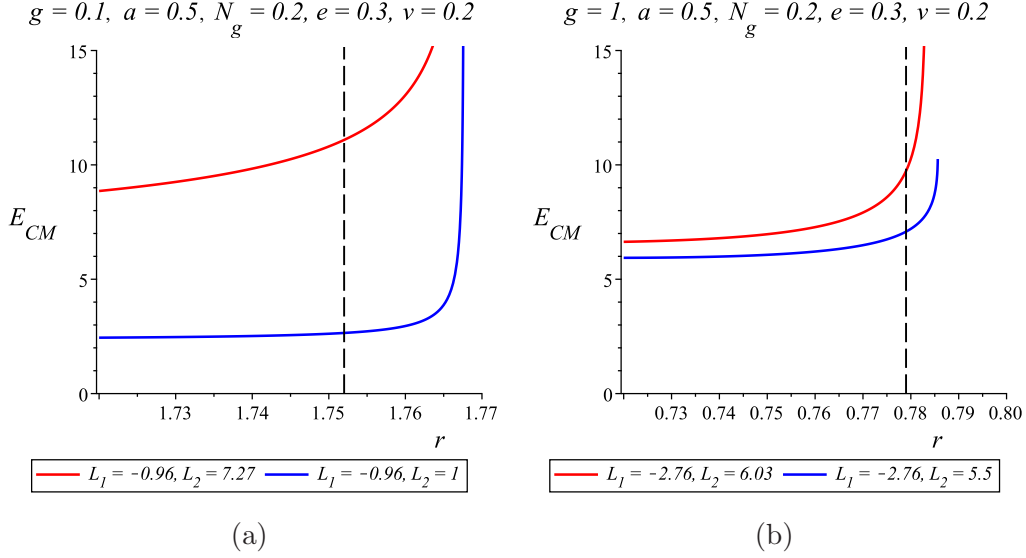 g = 0.1, a = 0.5, N_g = 0.2, e = 0.3, v = 0.2
15
10
E_CM
5
0
1.73 1.74 1.752 1.76 1.77
r
L_1 = −0.96, L_2 = 7.27 L_1 = −0.96, L_2 = 1
(a)
g = 1, a = 0.5, N_g = 0.2, e = 0.3, v = 0.2
15
10
E_CM
5
0
0.73 0.74 0.75 0.76 0.77 0.78 0.79 0.80
r
L_1 = −2.76, L_2 = 6.03 L_1 = −2.76, L_2 = 5.5
(b)